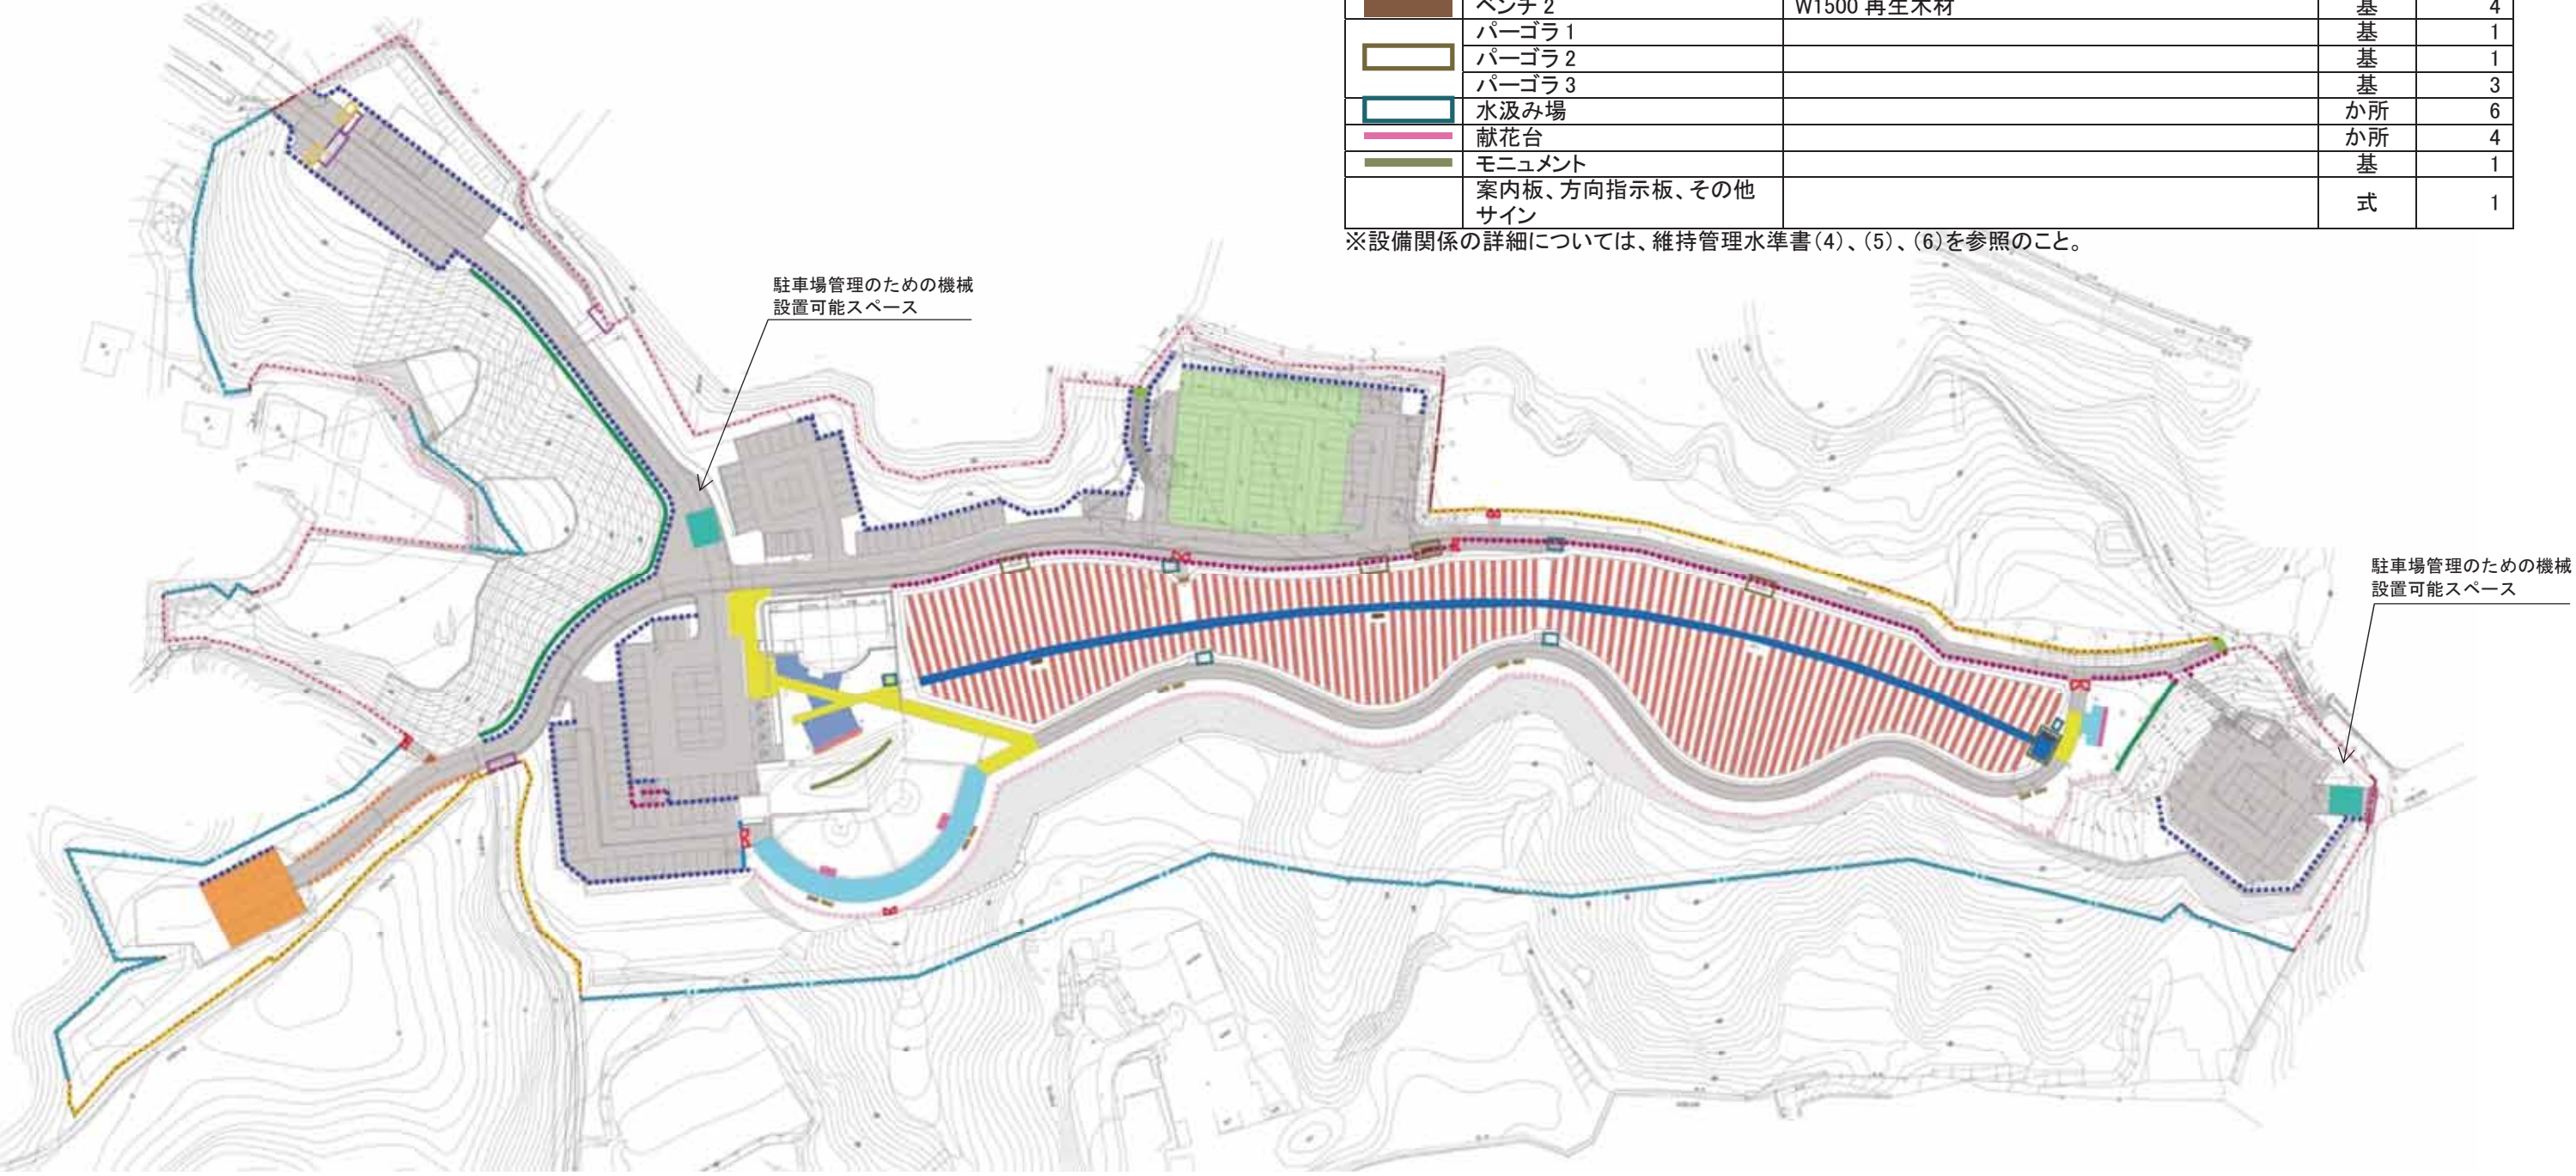 ベンチ2 W1500 再生木材 基 4
パーゴラ1 基 1
パーゴラ2 基 1
パーゴラ3 基 3
水汲み場 か所 6
献花台 か所 4
モニュメント 基 1
案内板、方向指示板、その他
サイン 式 1
※設備関係の詳細については、維持管理水準書(4)、(5)、(6)を参照のこと。
駐車場管理のための機械
設置可能スペース
駐車場管理のための機械
設置可能スペース